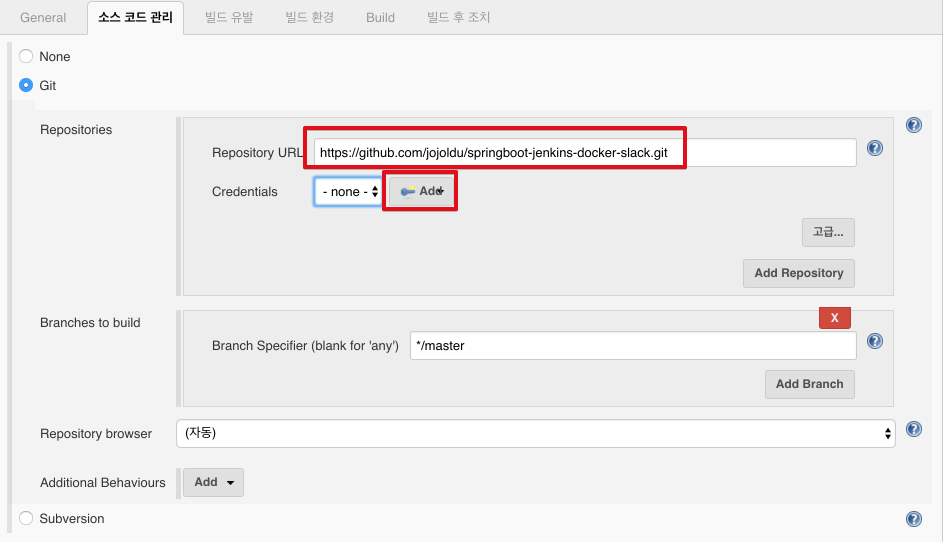 General 소스 코드 관리 빌드 유발 빌드 환경 Build 빌드 후 조치
None
Git
Repositories
Repository URL https://github.com/jojoldu/springboot-jenkins-docker-slack.git
Credentials - none - Add
고급...
Add Repository
Branches to build
X
Branch Specifier (blank for 'any') */master
Add Branch
Repository browser (자동)
Additional Behaviours Add
Subversion